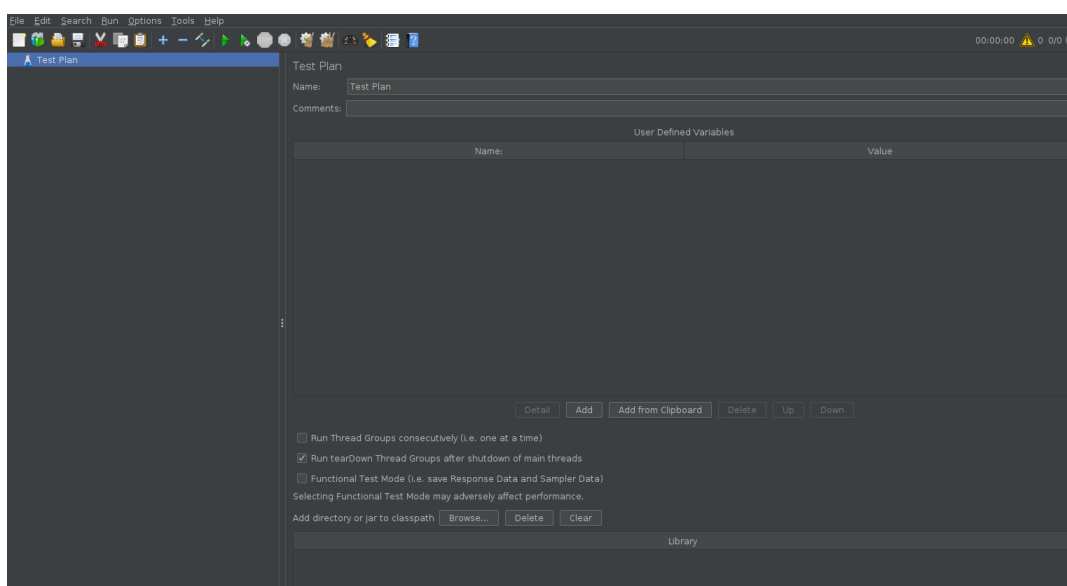 File Edit Search Run Options Tools Help
00:00:00 0 0/0
Test Plan
Test Plan
Name: Test Plan
Comments:
User Defined Variables
Name: Value
Detail Add Add from Clipboard Delete Up Down
Run Thread Groups consecutively (i.e. one at a time)
Run tearDown Thread Groups after shutdown of main threads
Functional Test Mode (i.e. save Response Data and Sampler Data)
Selecting Functional Test Mode may adversely affect performance.
Add directory or jar to classpath Browse... Delete Clear
Library